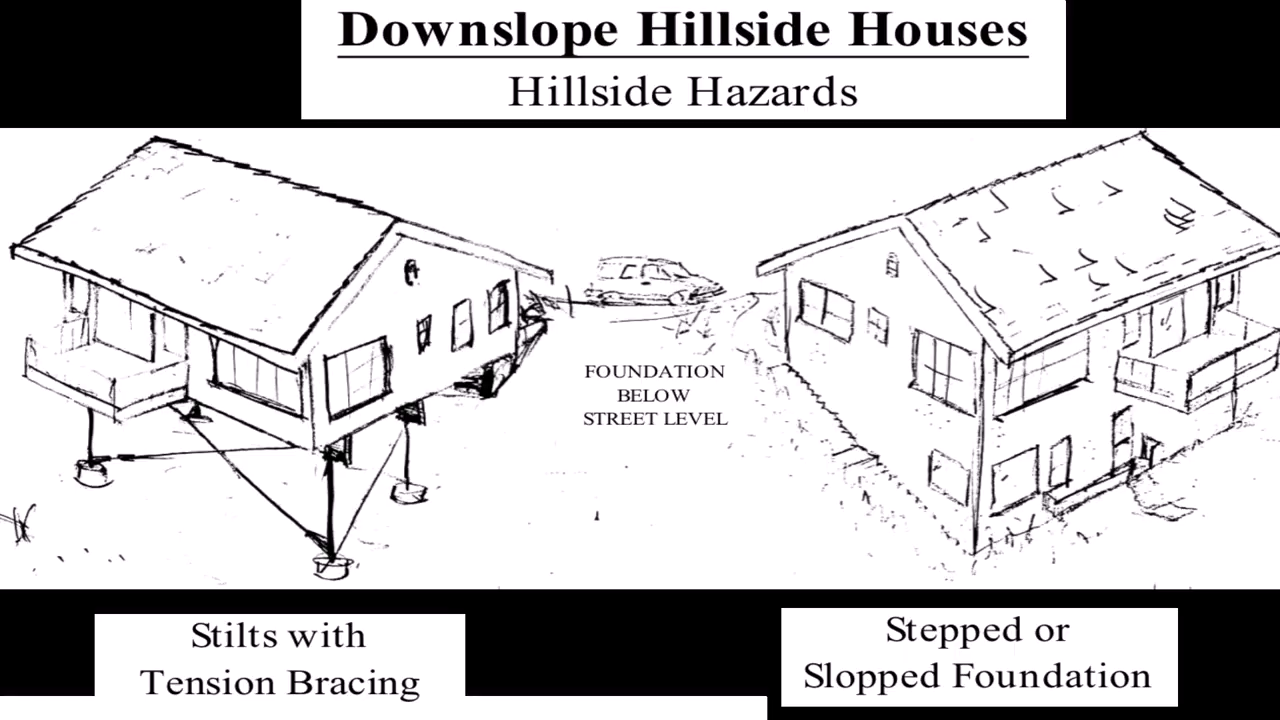 Downslope Hillside Houses
Hillside Hazards
FOUNDATION
BELOW
STREET LEVEL
Stilts with
Tension Bracing
Stepped or
Slopped Foundation